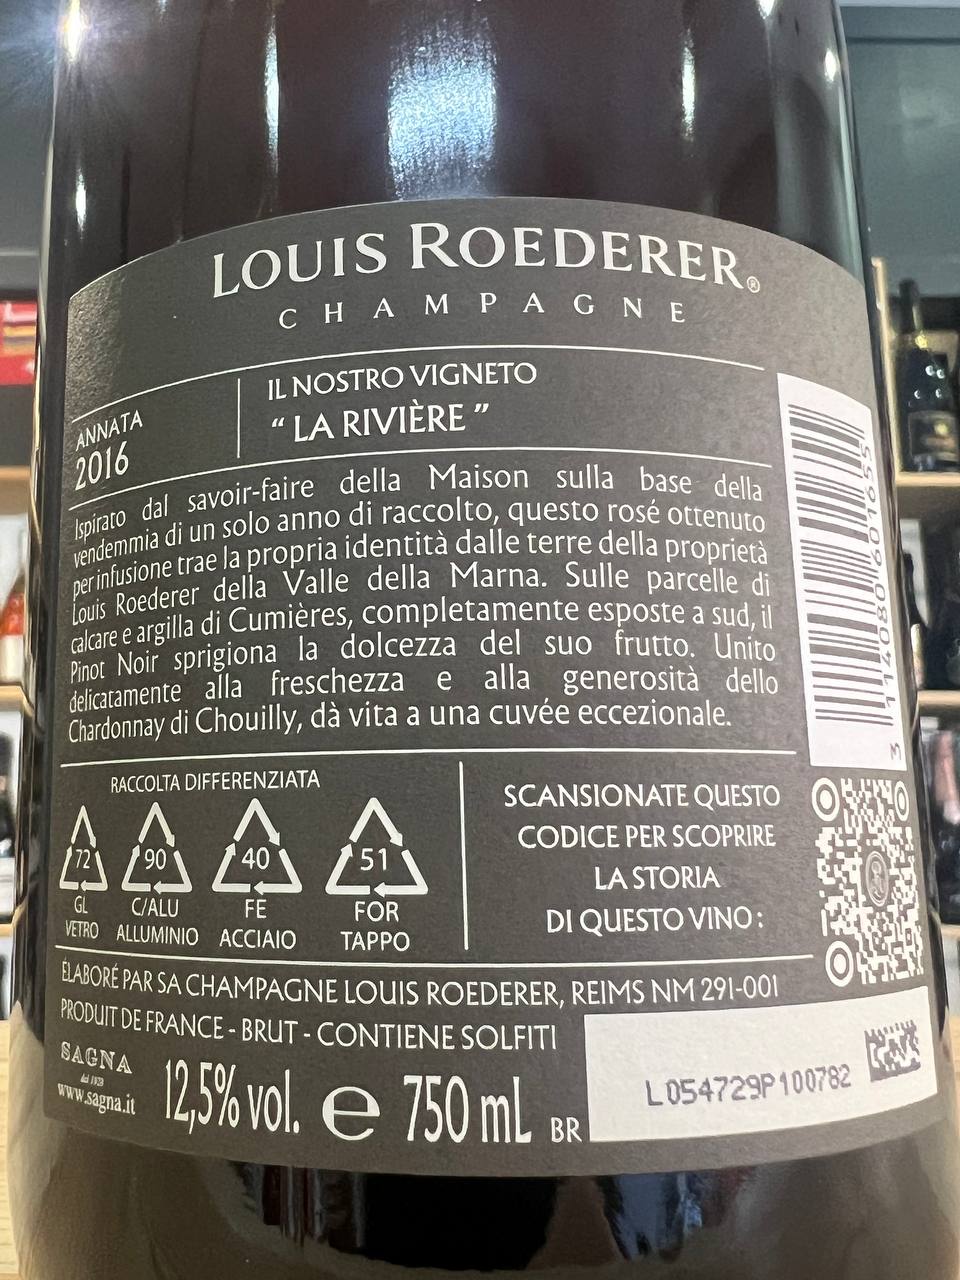 LOUIS ROEDERER®
CHAMPAGNE
ANNATA
2016
IL NOSTRO VIGNETO
“ LA RIVIÈRE ”
Ispirato dal savoir-faire della Maison sulla base della
vendemmia di un solo anno di raccolto, questo rosé ottenuto
per infusione trae la propria identità dalle terre della proprietà
Louis Roederer della Valle della Marna. Sulle parcelle di
calcare e argilla di Cumières, completamente esposte a sud, il
Pinot Noir sprigiona la dolcezza del suo frutto. Unito
delicatamente alla freschezza e alla generosità dello
Chardonnay di Chouilly, dà vita a una cuvée eccezionale.
3 114080 601655
RACCOLTA DIFFERENZIATA
72 90 40 51
GL C/ALU FE FOR
VETRO ALLUMINIO ACCIAIO TAPPO
SCANSIONATE QUESTO
CODICE PER SCOPRIRE
LA STORIA
DI QUESTO VINO :
ÉLABORÉ PAR SA CHAMPAGNE LOUIS ROEDERER, REIMS NM 291-001
PRODUIT DE FRANCE - BRUT - CONTIENE SOLFITI
SAGNA
dal 1928
www.sagna.it
12,5% vol. e 750 mL BR
L054729P100782